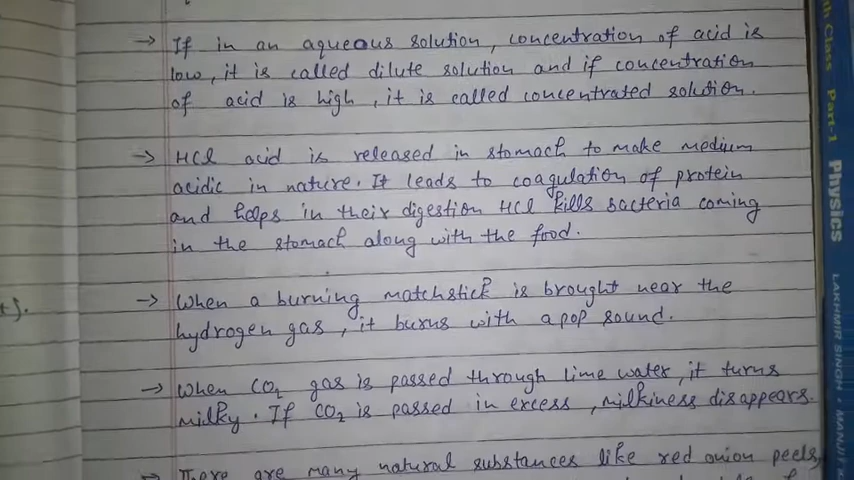 → If in an aqueous solution, concentration of acid is
low, it is called dilute solution and if concentration
of acid is high, it is called concentrated solution.
→ HCl acid is released in stomach to make medium
acidic in nature. It leads to coagulation of protein
and helps in their digestion HCl kills bacteria coming
in the stomach along with the food.
→ When a burning matchstick is brought near the
hydrogen gas, it burns with a pop sound.
→ When CO₂ gas is passed through lime water, it turns
milky. If CO₂ is passed in excess, milkiness disappears.
→ There are many natural substances like red onion peels,
th Class Part-1
Physics
LAKHMIR SINGH • MANJIT K